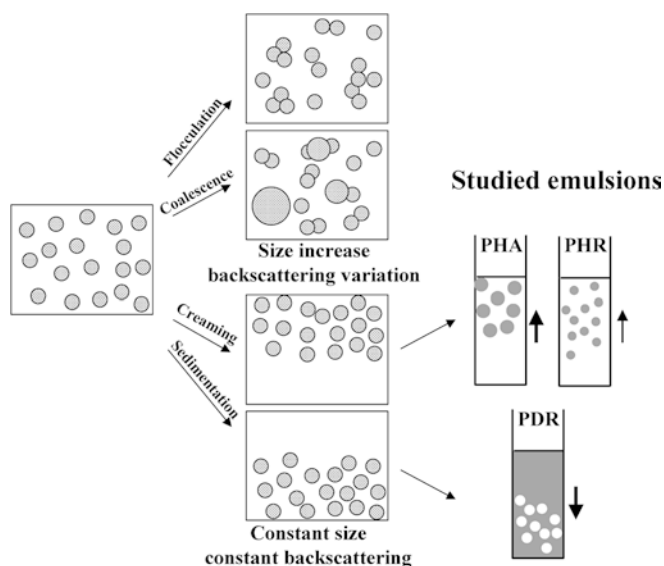 Flocculation
Coalescence
Size increase
backscattering variation
Creaming
Sedimentation
Constant size
constant backscattering
Studied emulsions
PHA
PHR
PDR